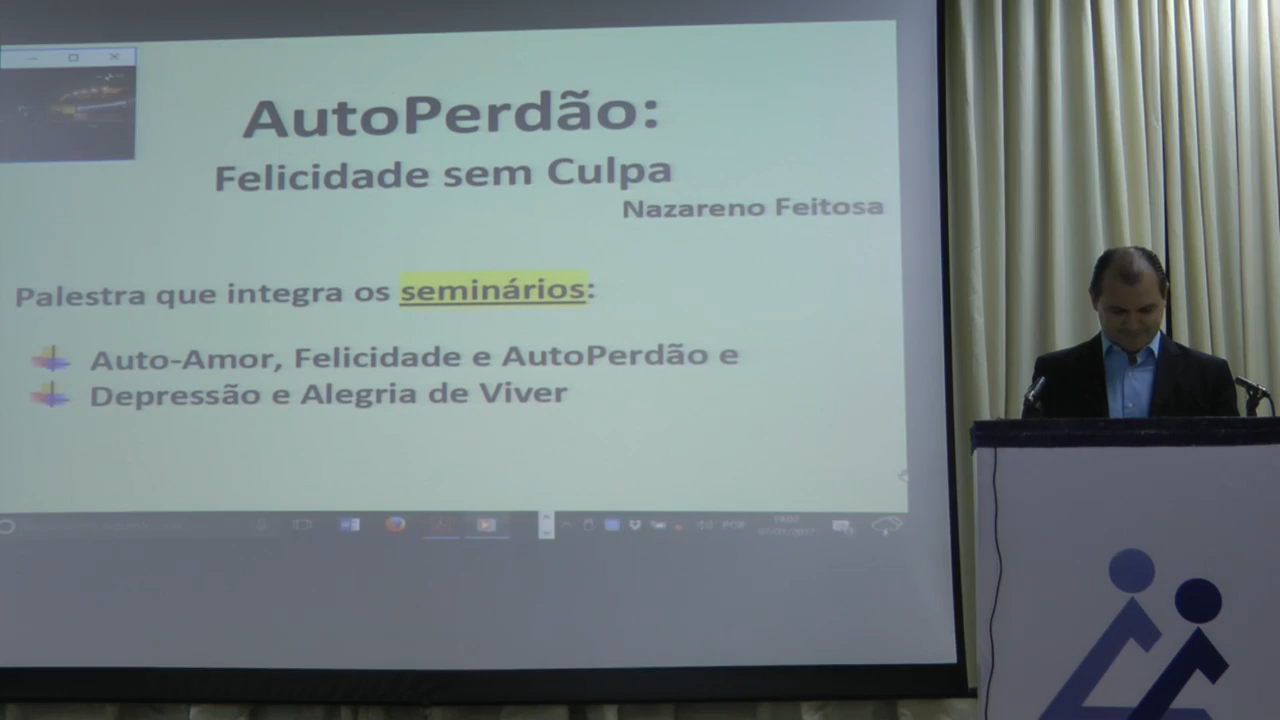 AutoPerdão:
Felicidade sem Culpa
Nazareno Feitosa
Palestra que integra os seminários:
Auto-Amor, Felicidade e AutoPerdão e
Depressão e Alegria de Viver
POR